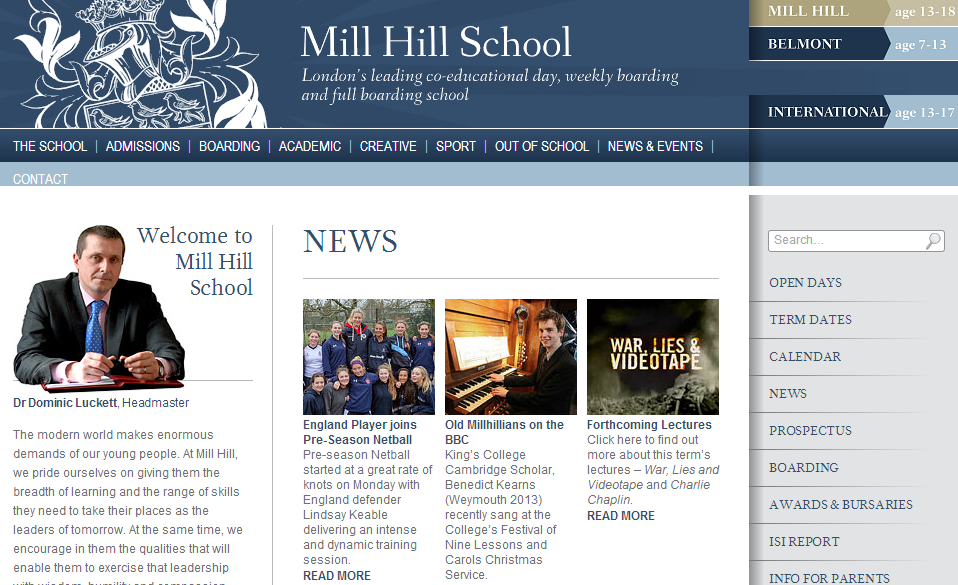 Mill Hill School
London's leading co-educational day, weekly boarding
and full boarding school
MILL HILL age 13-18
BELMONT age 7-13
INTERNATIONAL age 13-17
THE SCHOOL | ADMISSIONS | BOARDING | ACADEMIC | CREATIVE | SPORT | OUT OF SCHOOL | NEWS & EVENTS |
CONTACT
Welcome to
Mill Hill
School
Dr Dominic Luckett, Headmaster
The modern world makes enormous
demands of our young people. At Mill Hill,
we pride ourselves on giving them the
breadth of learning and the range of skills
they need to take their places as the
leaders of tomorrow. At the same time, we
encourage in them the qualities that will
enable them to exercise that leadership
with wisdom, humility and compassion.
NEWS
England Player joins
Pre-Season Netball
Pre-season Netball
started at a great rate of
knots on Monday with
England defender
Lindsay Keable
delivering an intense
and dynamic training
session.
READ MORE
Old Millhillians on the
BBC
King's College
Cambridge Scholar,
Benedict Kearns
(Weymouth 2013)
recently sang at the
College's Festival of
Nine Lessons and
Carols Christmas
Service.
WAR, LIES &
VIDEOTAPE
Forthcoming Lectures
Click here to find out
more about this term's
lectures – War, Lies and
Videotape and Charlie
Chaplin.
READ MORE
Search...
OPEN DAYS
TERM DATES
CALENDAR
NEWS
PROSPECTUS
BOARDING
AWARDS & BURSARIES
ISI REPORT
INFO FOR PARENTS